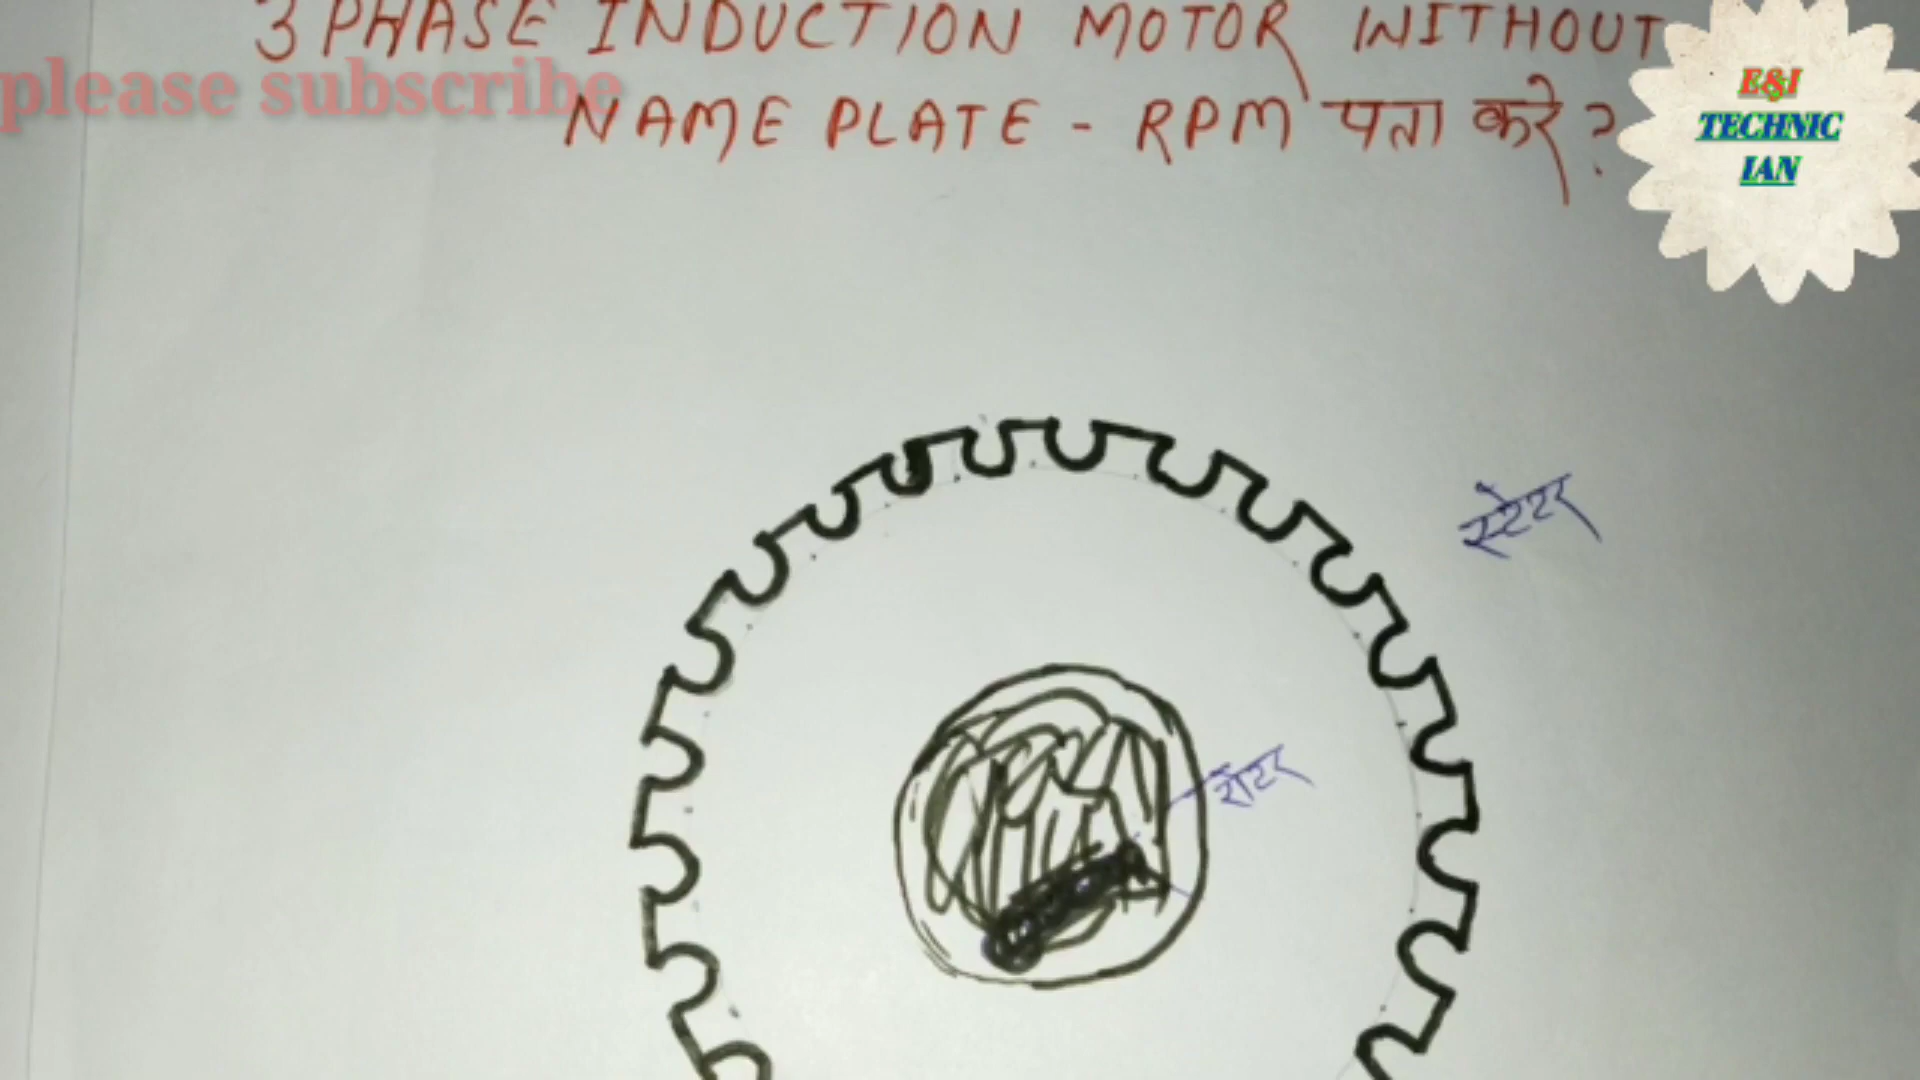 3 PHASE INDUCTION MOTOR WITHOUT
NAME PLATE - RPM पता करे ?
please subscribe
E&I
TECHNIC
IAN
स्टेटर
रोटर